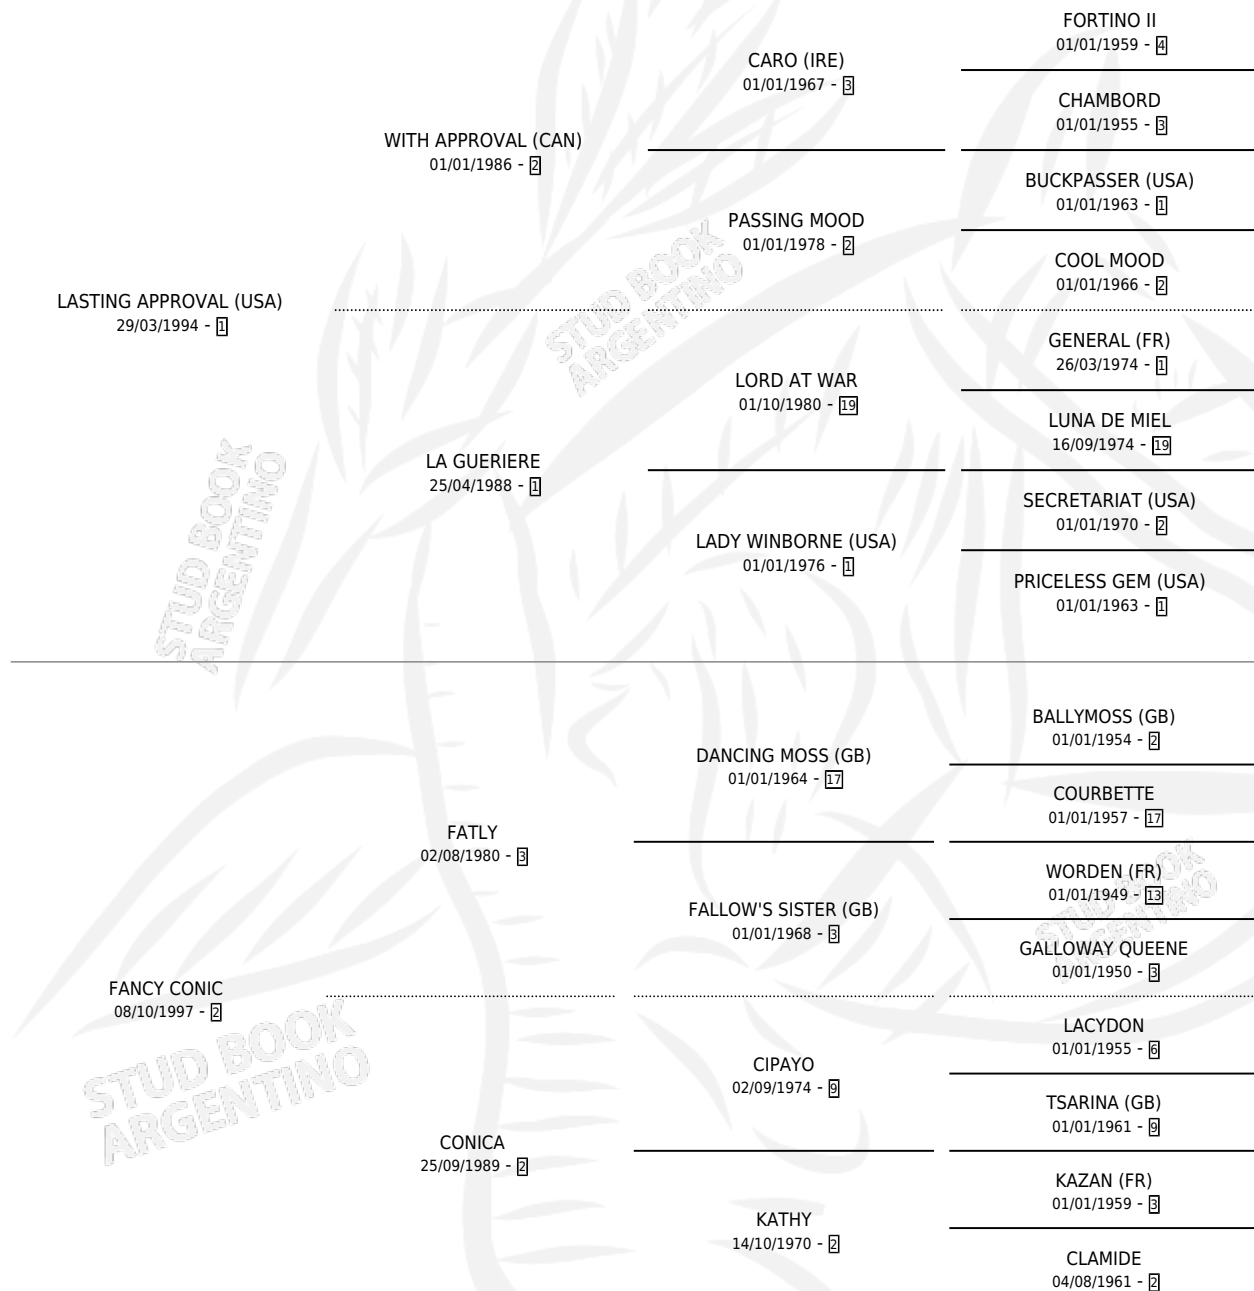 FORTINO II
01/01/1959 - 4
CARO (IRE)
01/01/1967 - 3
CHAMBORD
01/01/1955 - 3
WITH APPROVAL (CAN)
01/01/1986 - 2
BUCKPASSER (USA)
01/01/1963 - 1
PASSING MOOD
01/01/1978 - 2
COOL MOOD
01/01/1966 - 2
LASTING APPROVAL (USA)
29/03/1994 - 1
GENERAL (FR)
26/03/1974 - 1
LORD AT WAR
01/10/1980 - 19
LUNA DE MIEL
16/09/1974 - 19
LA GUERIERE
25/04/1988 - 1
SECRETARIAT (USA)
01/01/1970 - 2
LADY WINBORNE (USA)
01/01/1976 - 1
PRICELESS GEM (USA)
01/01/1963 - 1
BALLYMOSS (GB)
01/01/1954 - 2
DANCING MOSS (GB)
01/01/1964 - 17
COURBETTE
01/01/1957 - 17
FATLY
02/08/1980 - 3
WORDEN (FR)
01/01/1949 - 13
FALLOW'S SISTER (GB)
01/01/1968 - 3
GALLOWAY QUEENE
01/01/1950 - 3
FANCY CONIC
08/10/1997 - 2
LACYDON
01/01/1955 - 6
CIPAYO
02/09/1974 - 9
TSARINA (GB)
01/01/1961 - 9
CONICA
25/09/1989 - 2
KAZAN (FR)
01/01/1959 - 3
KATHY
14/10/1970 - 2
CLAMIDE
04/08/1961 - 2
STUD BOOK
ARGENTINO
STUD BOOK
ARGENTINO
STUD BOOK
ARGENTINO
STUD BOOK
ARGENTINO